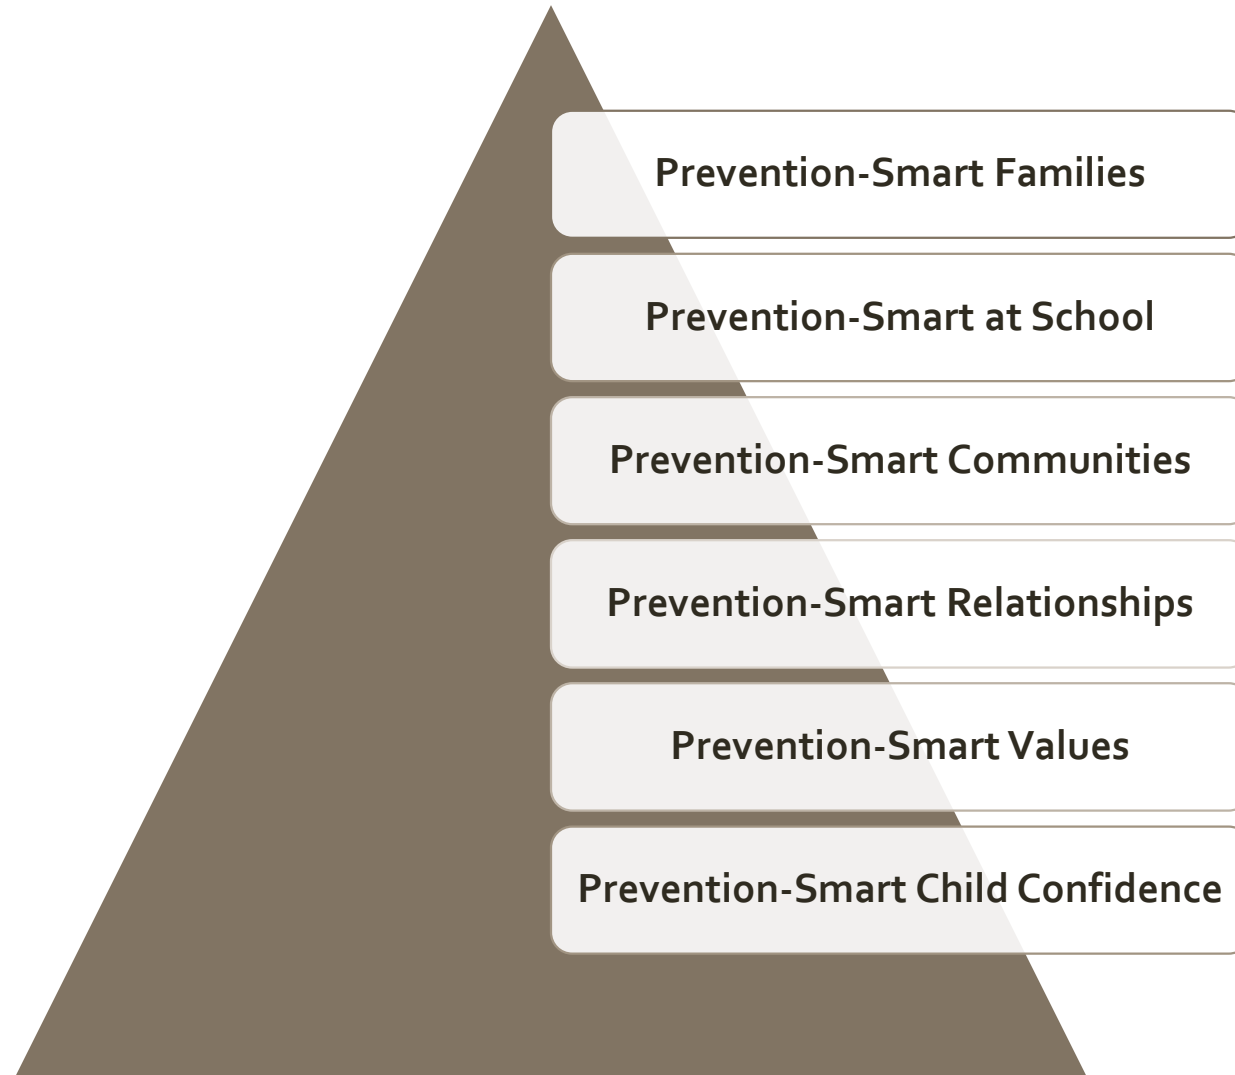 Prevention-Smart Families
Prevention-Smart at School
Prevention-Smart Communities
Prevention-Smart Relationships
Prevention-Smart Values
Prevention-Smart Child Confidence